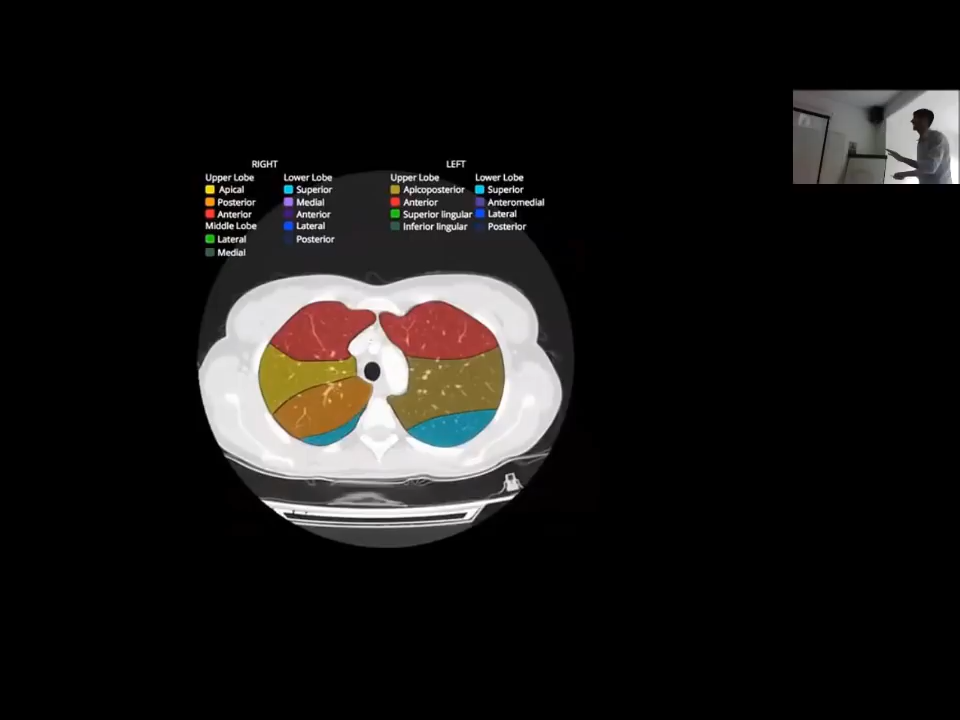 RIGHT
Upper Lobe
Apical
Posterior
Anterior
Middle Lobe
Lateral
Medial
Lower Lobe
Superior
Medial
Anterior
Lateral
Posterior
LEFT
Upper Lobe
Apicoposterior
Anterior
Superior lingular
Inferior lingular
Lower Lobe
Superior
Anteromedial
Lateral
Posterior